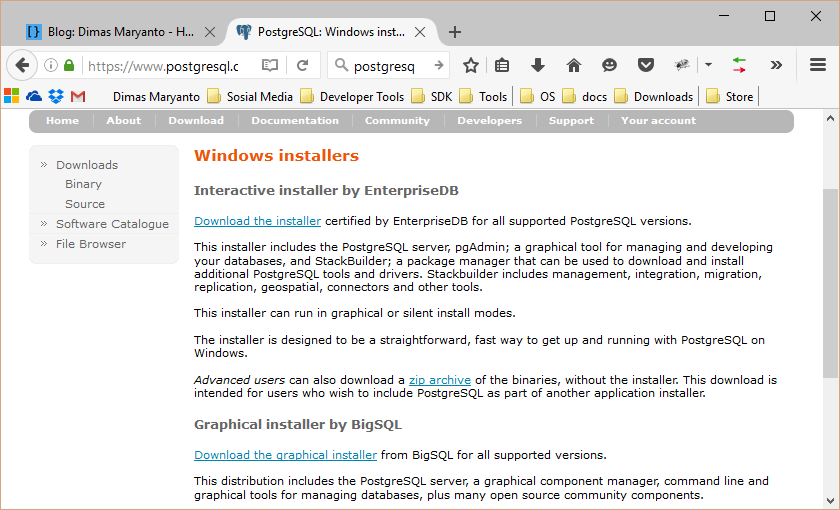 Blog: Dimas Maryanto - H...
PostgreSQL: Windows inst...
https://www.postgresql.c
postgresq
Dimas Maryanto Sosial Media Developer Tools SDK Tools OS docs Downloads Store
Home About Download Documentation Community Developers Support Your account
» Downloads
Binary
Source
» Software Catalogue
» File Browser
Windows installers
Interactive installer by EnterpriseDB
Download the installer certified by EnterpriseDB for all supported PostgreSQL versions.
This installer includes the PostgreSQL server, pgAdmin; a graphical tool for managing and developing
your databases, and StackBuilder; a package manager that can be used to download and install
additional PostgreSQL tools and drivers. Stackbuilder includes management, integration, migration,
replication, geospatial, connectors and other tools.
This installer can run in graphical or silent install modes.
The installer is designed to be a straightforward, fast way to get up and running with PostgreSQL on
Windows.
Advanced users can also download a zip archive of the binaries, without the installer. This download is
intended for users who wish to include PostgreSQL as part of another application installer.
Graphical installer by BigSQL
Download the graphical installer from BigSQL for all supported versions.
This distribution includes the PostgreSQL server, a graphical component manager, command line and
graphical tools for managing databases, plus many open source community components.